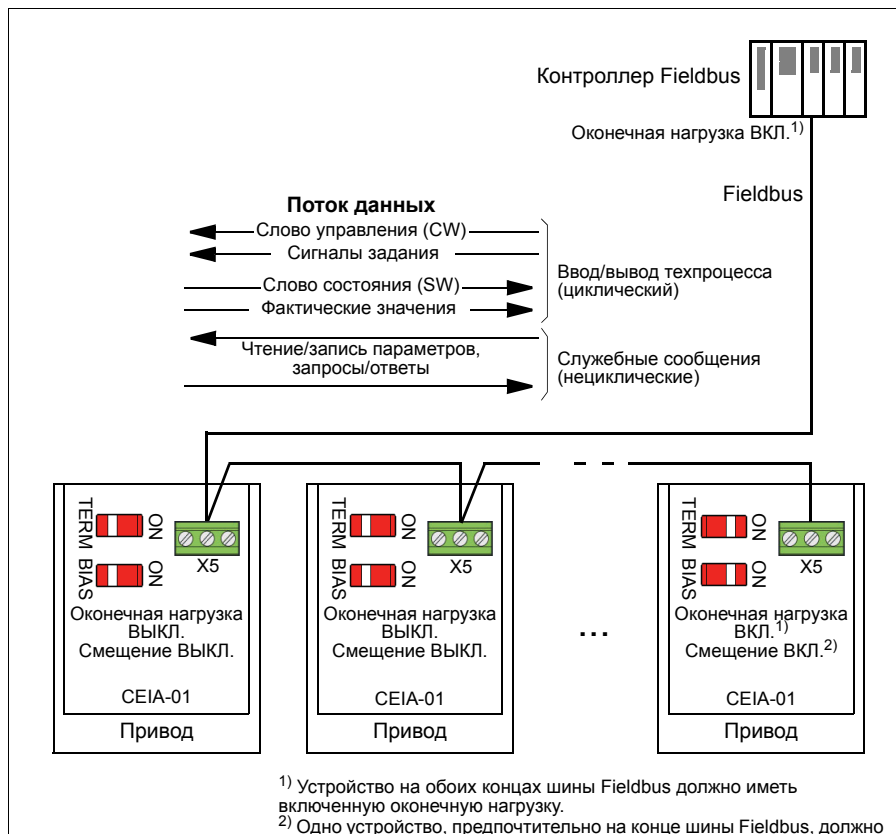 Контроллер Fieldbus
Оконечная нагрузка ВКЛ.1)
Fieldbus
Поток данных
Слово управления (CW)
Сигналы задания
Слово состояния (SW)
Фактические значения
Ввод/вывод техпроцесса
(циклический)
Чтение/запись параметров,
запросы/ответы
Служебные сообщения
(нециклические)
TERM
ON
BIAS
ON
X5
Оконечная нагрузка
ВЫКЛ.
Смещение ВЫКЛ.
CEIA-01
Привод
TERM
ON
BIAS
ON
X5
Оконечная нагрузка
ВЫКЛ.
Смещение ВЫКЛ.
CEIA-01
Привод
...
TERM
ON
BIAS
ON
X5
Оконечная нагрузка
ВКЛ.1)
Смещение ВКЛ.2)
CEIA-01
Привод
1) Устройство на обоих концах шины Fieldbus должно иметь
включенную оконечную нагрузку.
2) Одно устройство, предпочтительно на конце шины Fieldbus, должно